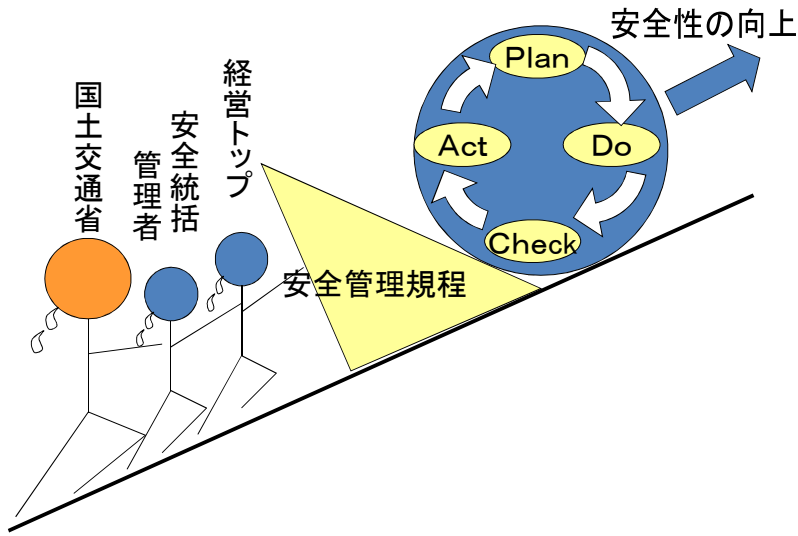 安全性の向上
経営トップ
安全統括
管理者
国土交通省
Plan
Do
Check
Act
安全管理規程